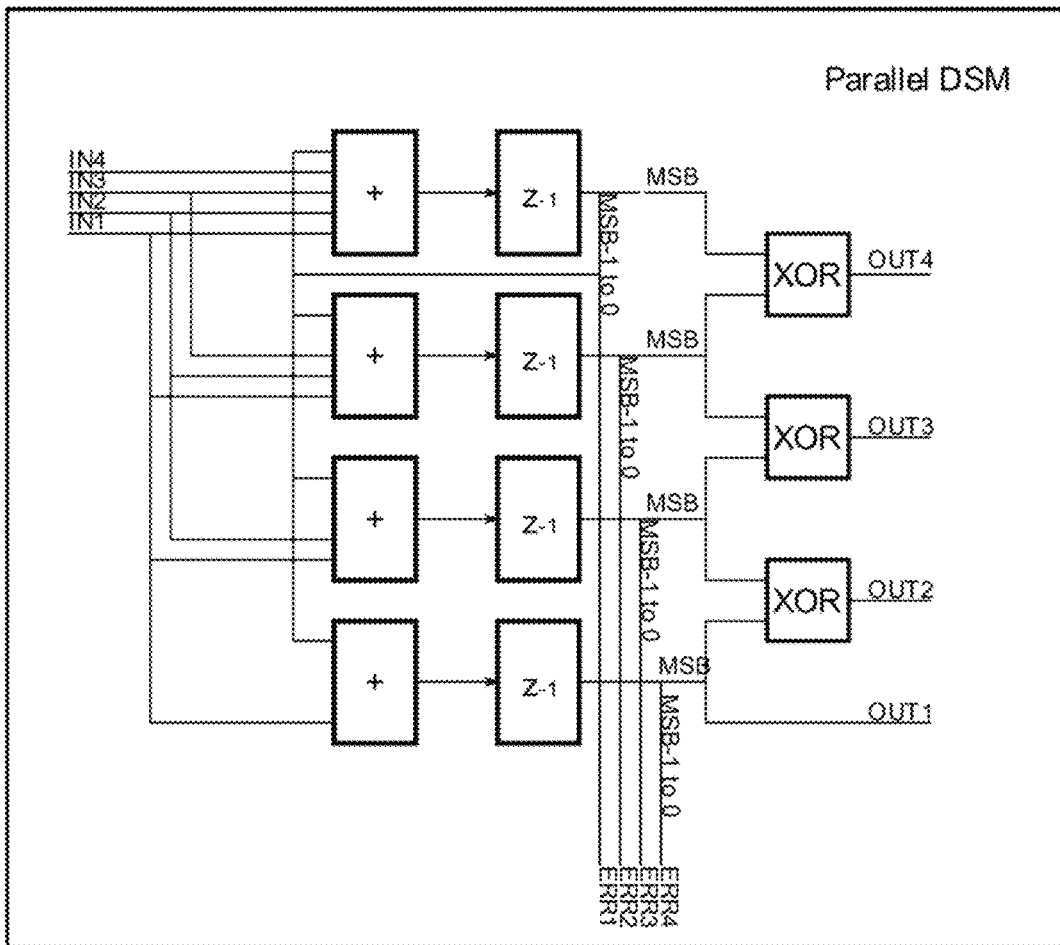 Parallel DSM
IN4
IN3
IN2
IN1
+
Z-1
MSB
MSB-1 to 0
XOR
OUT4
+
Z-1
MSB
MSB-1 to 0
XOR
OUT3
+
Z-1
MSB
MSB-1 to 0
XOR
OUT2
+
Z-1
MSB
MSB-1 to 0
OUT1
ERR1
ERR2
ERR3
ERR4